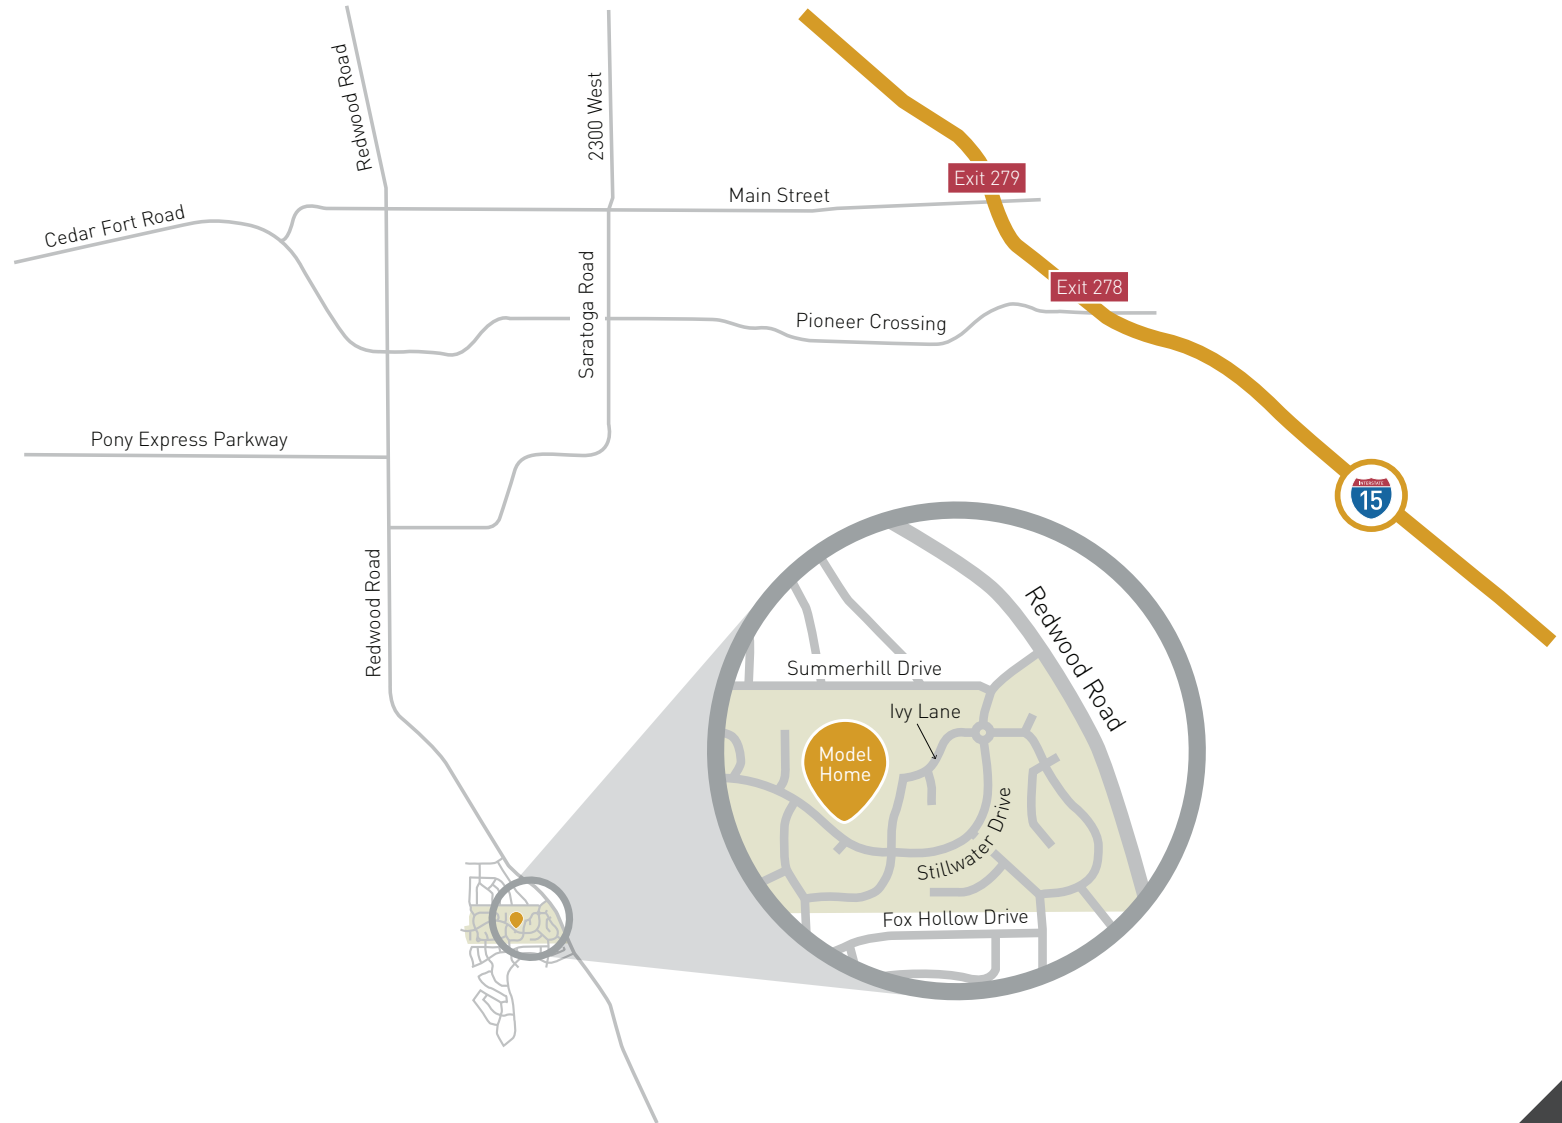 Redwood Road
2300 West
Exit 279
Main Street
Cedar Fort Road
Saratoga Road
Exit 278
Pioneer Crossing
Pony Express Parkway
INTERSTATE
15
Redwood Road
Redwood Road
Summerhill Drive
Ivy Lane
Model
Home
Stillwater Drive
Fox Hollow Drive